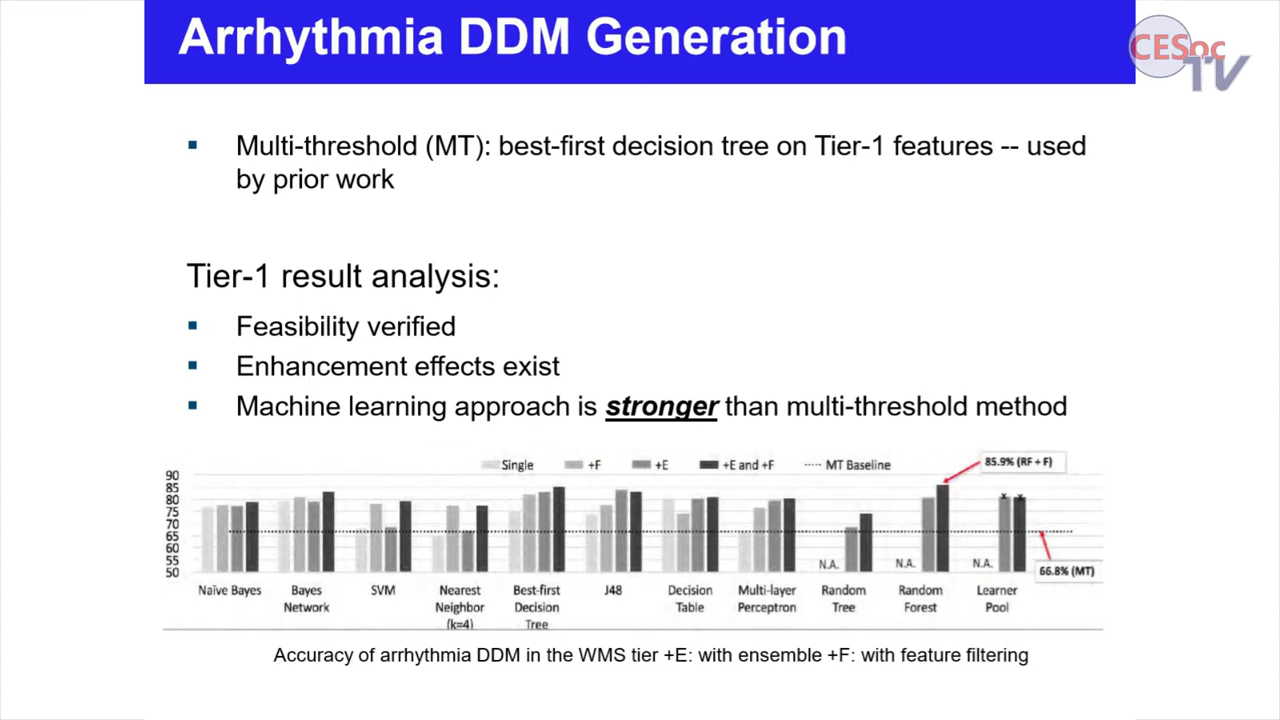 Arrhythmia DDM Generation
CESoc
TV
▪ Multi-threshold (MT): best-first decision tree on Tier-1 features -- used
by prior work
Tier-1 result analysis:
▪ Feasibility verified
▪ Enhancement effects exist
▪ Machine learning approach is stronger than multi-threshold method
Single +F +E +E and +F MT Baseline
85.9% (RF + F)
90
85
80
75
70
65
60
55
50
N.A. N.A. N.A.
66.8% (MT)
Naïve Bayes Bayes SVM Nearest Best-first J48 Decision Multi-layer Random Random Learner
Network Neighbor Decision Table Perceptron Tree Forest Pool
(k=4) Tree
Accuracy of arrhythmia DDM in the WMS tier +E: with ensemble +F: with feature filtering